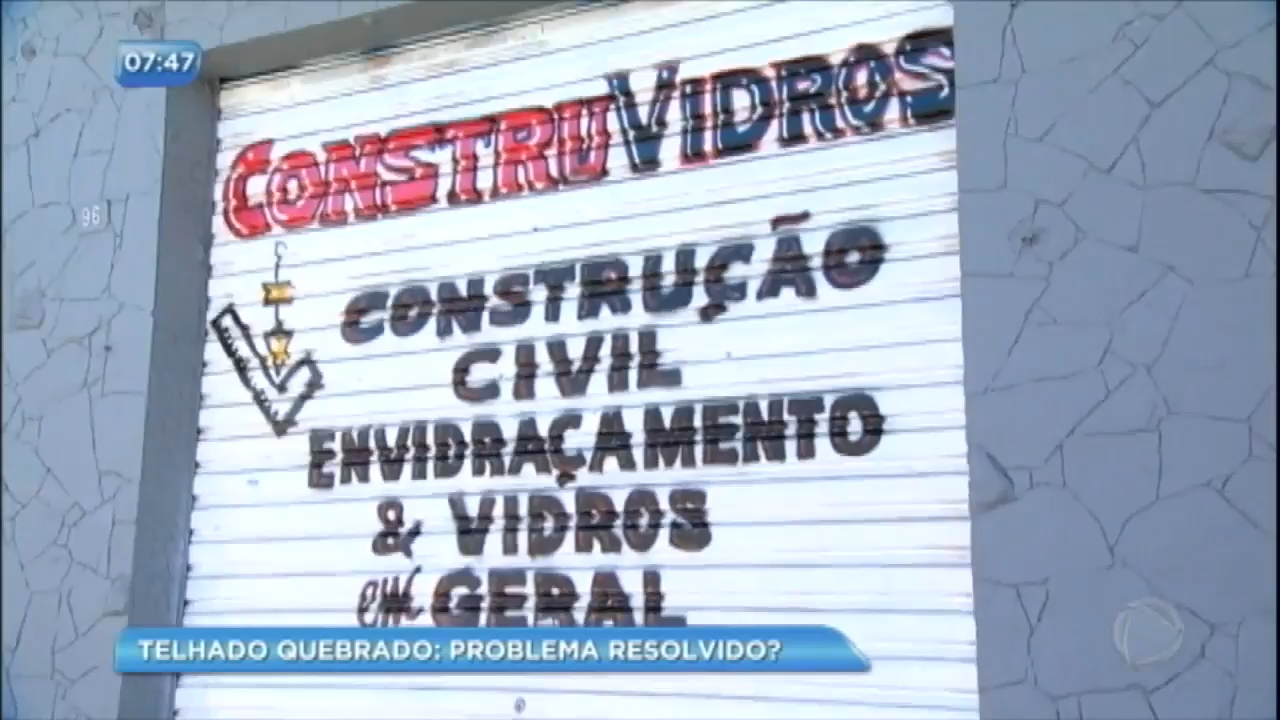 07:47
CONSTRUVIDROS
96
CONSTRUÇÃO
CIVIL
ENVIDRAÇAMENTO
& VIDROS
em GERAL
TELHADO QUEBRADO: PROBLEMA RESOLVIDO?